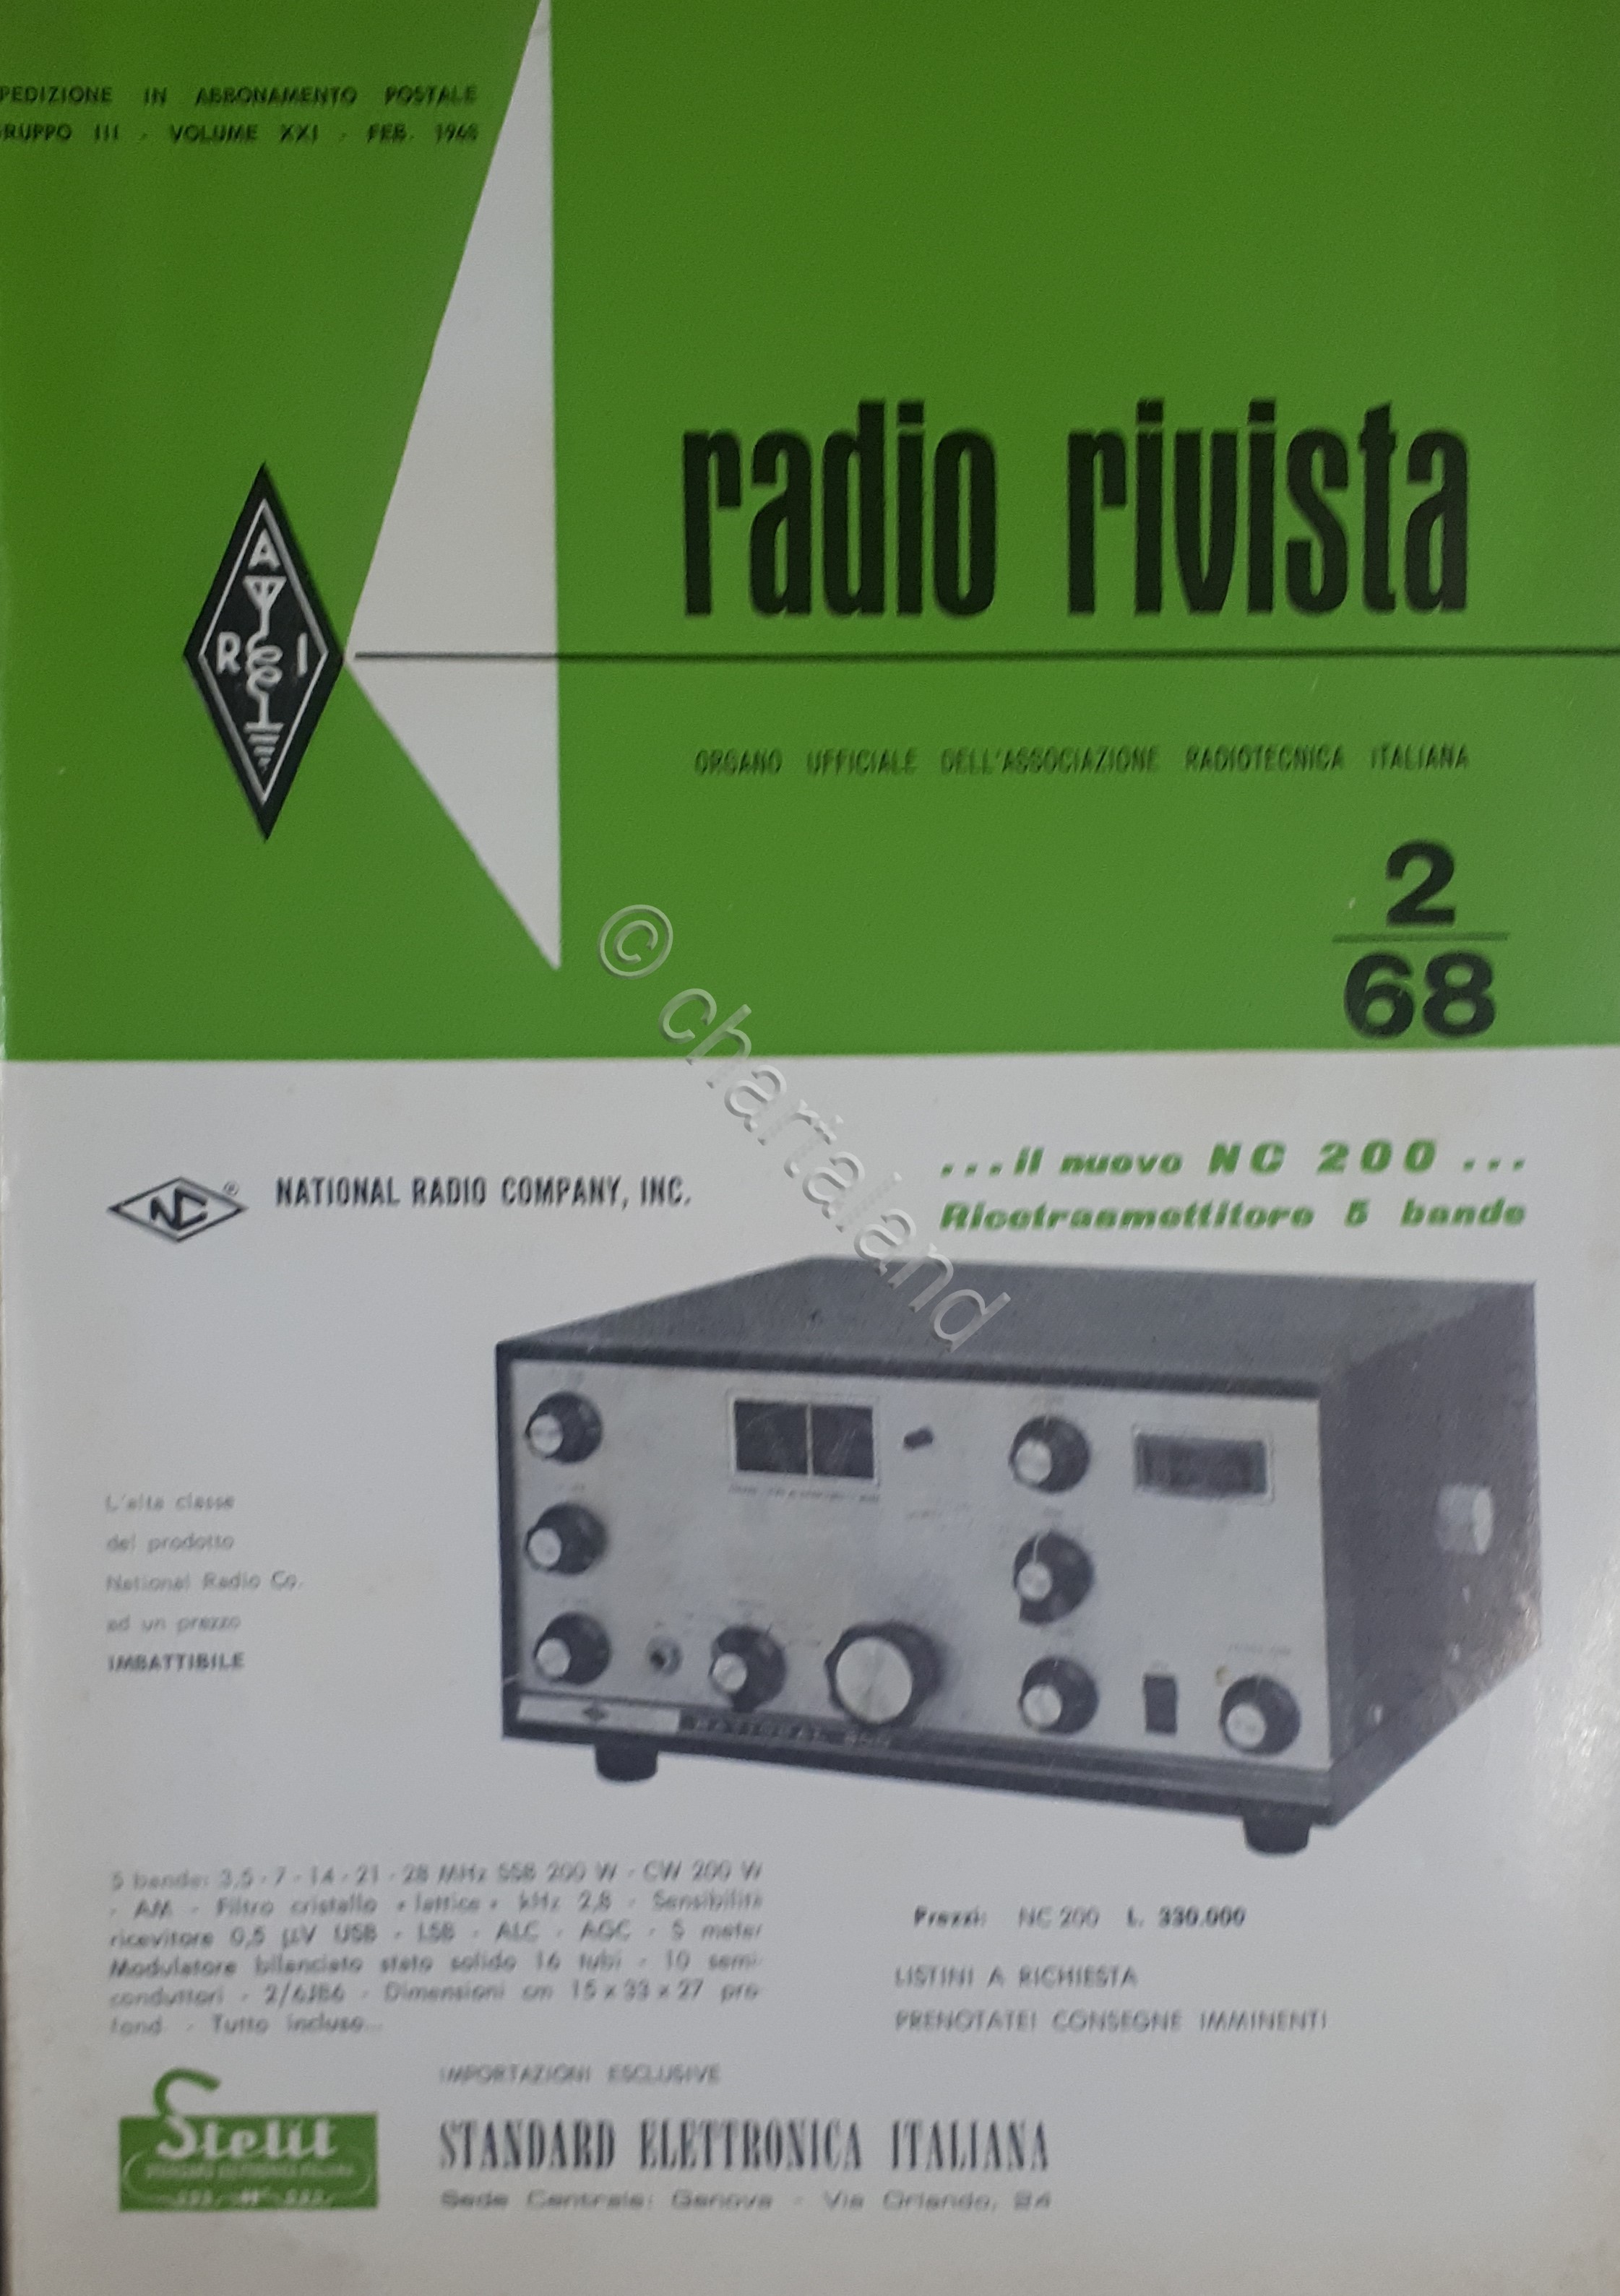 PEDIZIONE IN ABBONAMENTO POSTALE
RUPPO III - VOLUME XXI - FEB. 1968
A
R I
radio rivista
ORGANO UFFICIALE DELL'ASSOCIAZIONE RADIOTECNICA ITALIANA
2
68
© chartaland
NC ® NATIONAL RADIO COMPANY, INC.
...il nuovo NC 200...
Ricetrasmettitore 5 bande
L'alta classe
del prodotto
National Radio Co.
ad un prezzo
IMBATTIBILE
NATIONAL 200
5 bande: 3,5 - 7 - 14 - 21 - 28 MHz SSB 200 W - CW 200 W
- AM - Filtro cristallo « lattice » kHz 2,8 - Sensibilità
ricevitore 0,5 µV USB - LSB - ALC - AGC - S meter
Modulatore bilanciato stato solido 16 tubi - 10 semi-
conduttori - 2/6JB6 - Dimensioni cm 15 x 33 x 27 pro-
fond. - Tutto incluso...
Prezzi: NC 200 L. 330.000
LISTINI A RICHIESTA
PRENOTATE! CONSEGNE IMMINENTI
Stelit
STANDARD ELETTRONICA ITALIANA
IMPORTAZIONI ESCLUSIVE
STANDARD ELETTRONICA ITALIANA
Sede Centrale: Genova - Via Orlando, 24